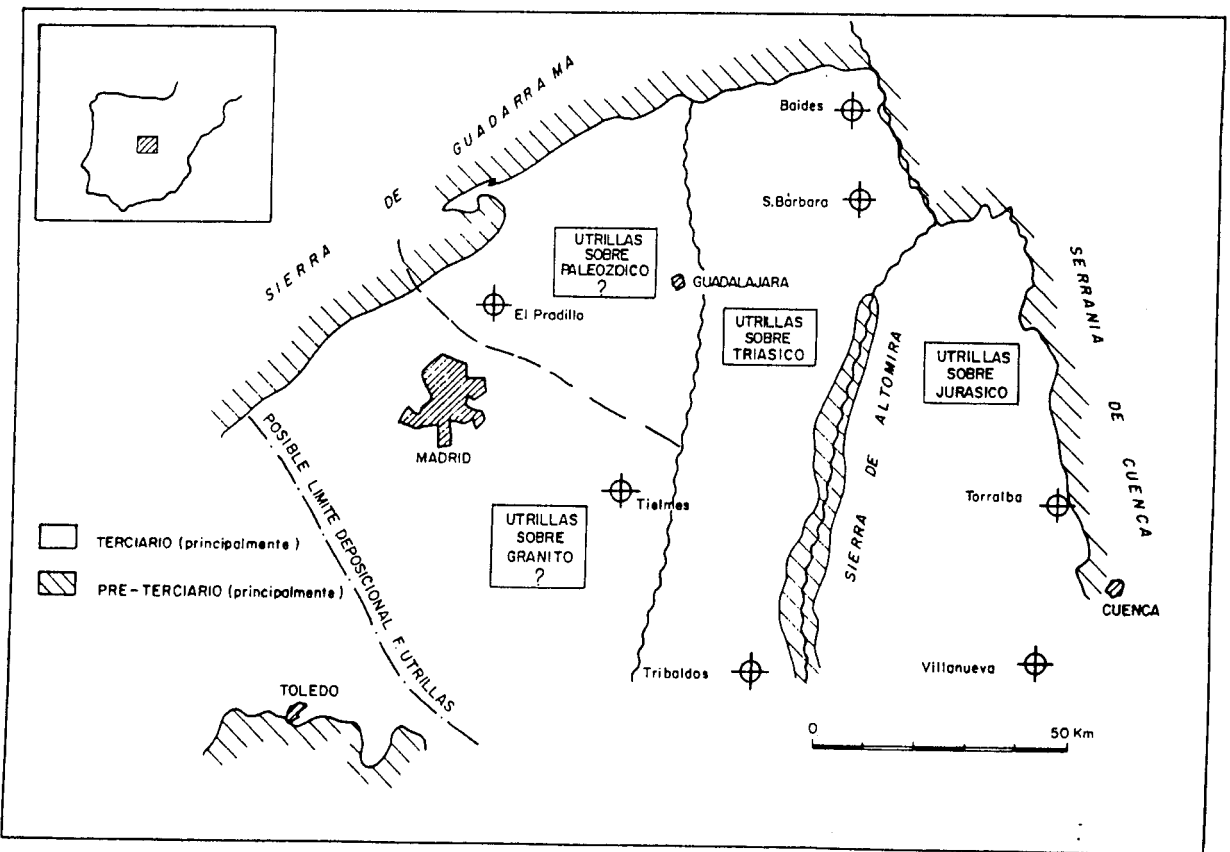 SIERRA DE GUADARRAMA
Baides
S. Bárbara
UTRILLAS
SOBRE
PALEOZOICO
?
GUADALAJARA
El Pradillo
UTRILLAS
SOBRE
TRIASICO
UTRILLAS
SOBRE
JURASICO
SERRANIA DE CUENCA
SIERRA DE ALTOMIRA
MADRID
POSIBLE LIMITE DEPOSICIONAL F. UTRILLAS
Tielmes
Torralba
UTRILLAS
SOBRE
GRANITO
?
TERCIARIO (principalmente)
PRE-TERCIARIO (principalmente)
CUENCA
Tribaldos
Villanueva
TOLEDO
0 50 Km